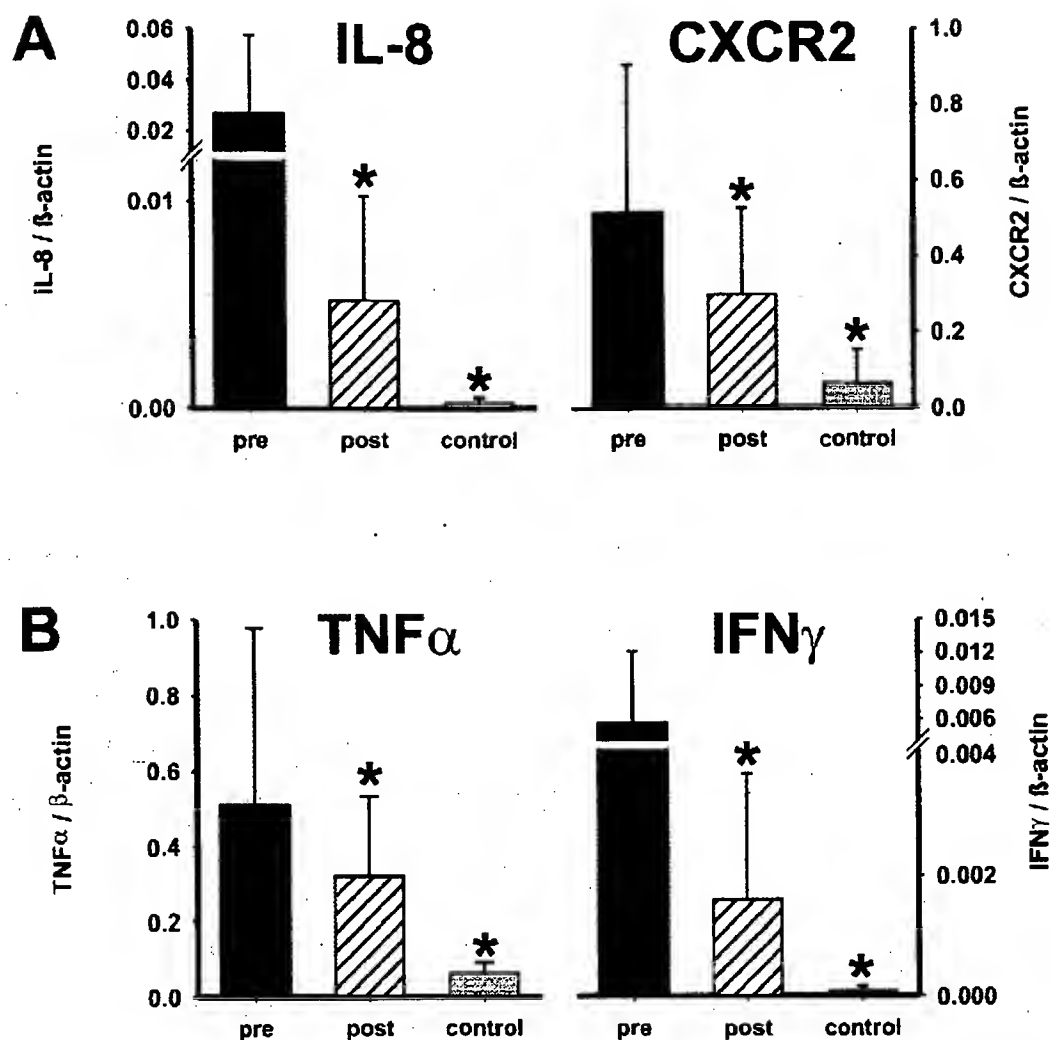 A
IL-8
CXCR2
0.06
0.04
0.02
0.01
0.00
IL-8 / ß-actin
*
*
pre
post
control
*
*
1.0
0.8
0.6
0.4
0.2
0.0
CXCR2 / ß-actin
pre
post
control
B
TNFα
IFNγ
1.0
0.8
0.6
0.4
0.2
0.0
TNFα / β-actin
*
*
pre
post
control
*
*
0.015
0.012
0.009
0.006
0.004
0.002
0.000
IFNγ / ß-actin
pre
post
control